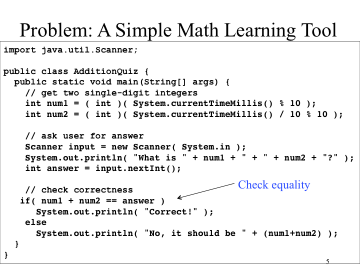 Problem: A Simple Math Learning Tool
import java.util.Scanner;
public class AdditionQuiz {
public static void main(String[] args) {
// get two single-digit integers
int num1 = ( int )( System.currentTimeMillis() % 10 );
int num2 = ( int )( System.currentTimeMillis() / 10 % 10 );
// ask user for answer
Scanner input = new Scanner( System.in );
System.out.println( "What is " + num1 + " + " + num2 + "?" );
int answer = input.nextInt();
// check correctness
if( num1 + num2 == answer )
Check equality
System.out.println( "Correct!" );
else
System.out.println( "No, it should be " + (num1+num2) );
}
}
5